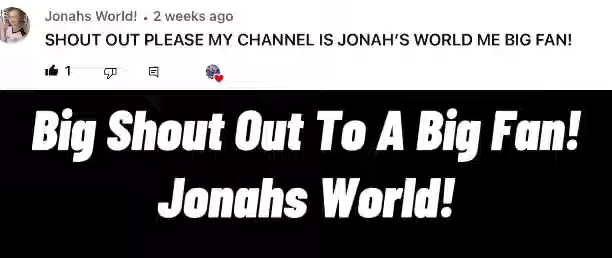 Jonahs World! • 2 weeks ago
SHOUT OUT PLEASE MY CHANNEL IS JONAH'S WORLD ME BIG FAN!
1
Big Shout Out To A Big Fan!
Jonahs World!